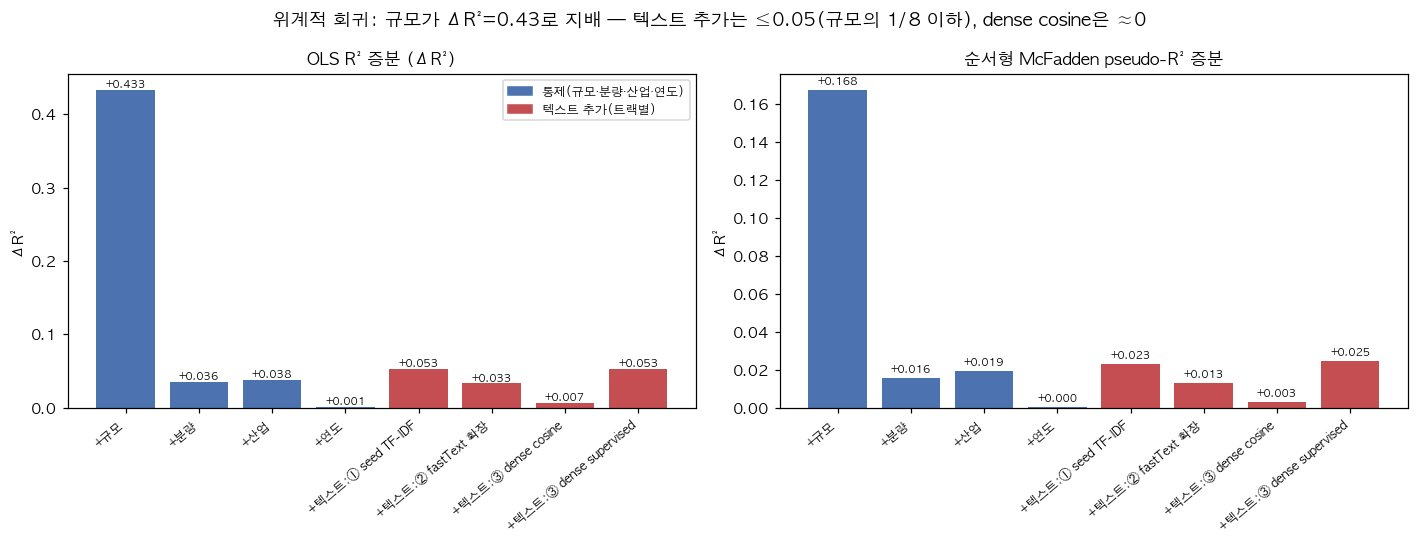 위계적 회귀: 규모가 ΔR²=0.43로 지배 — 텍스트 추가는 ≤0.05(규모의 1/8 이하), dense cosine은 ≈0
OLS R² 증분 (ΔR²)
ΔR²
0.4
0.3
0.2
0.1
0.0
+0.433
+0.036
+0.038
+0.001
+0.053
+0.033
+0.007
+0.053
통제(규모·분량·산업·연도)
텍스트 추가(트랙별)
+규모
+분량
+산업
+연도
+텍스트:① seed TF-IDF
+텍스트:② fastText 확장
+텍스트:③ dense cosine
+텍스트:③ dense supervised
순서형 McFadden pseudo-R² 증분
ΔR²
0.16
0.14
0.12
0.10
0.08
0.06
0.04
0.02
0.00
+0.168
+0.016
+0.019
+0.000
+0.023
+0.013
+0.003
+0.025
+규모
+분량
+산업
+연도
+텍스트:① seed TF-IDF
+텍스트:② fastText 확장
+텍스트:③ dense cosine
+텍스트:③ dense supervised